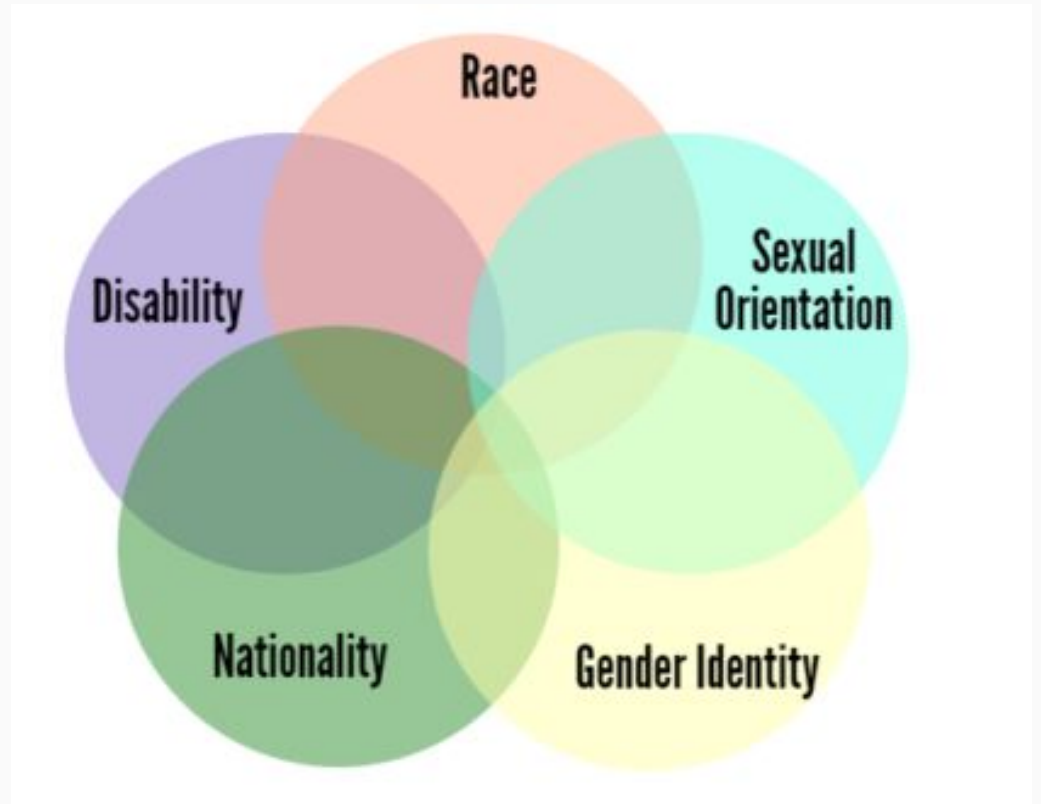 Race
Sexual
Orientation
Disability
Nationality
Gender Identity